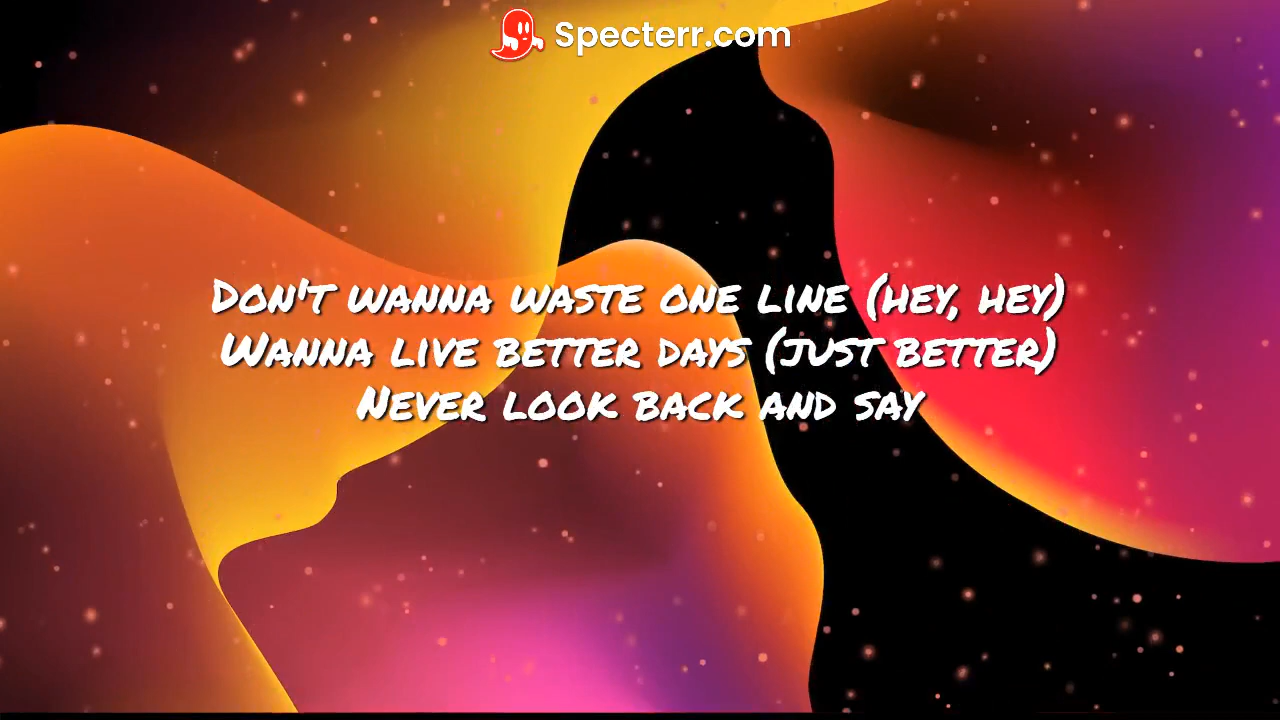 Specterr.com
Don't wanna waste one line (hey, hey)
Wanna live better days (just better)
Never look back and say